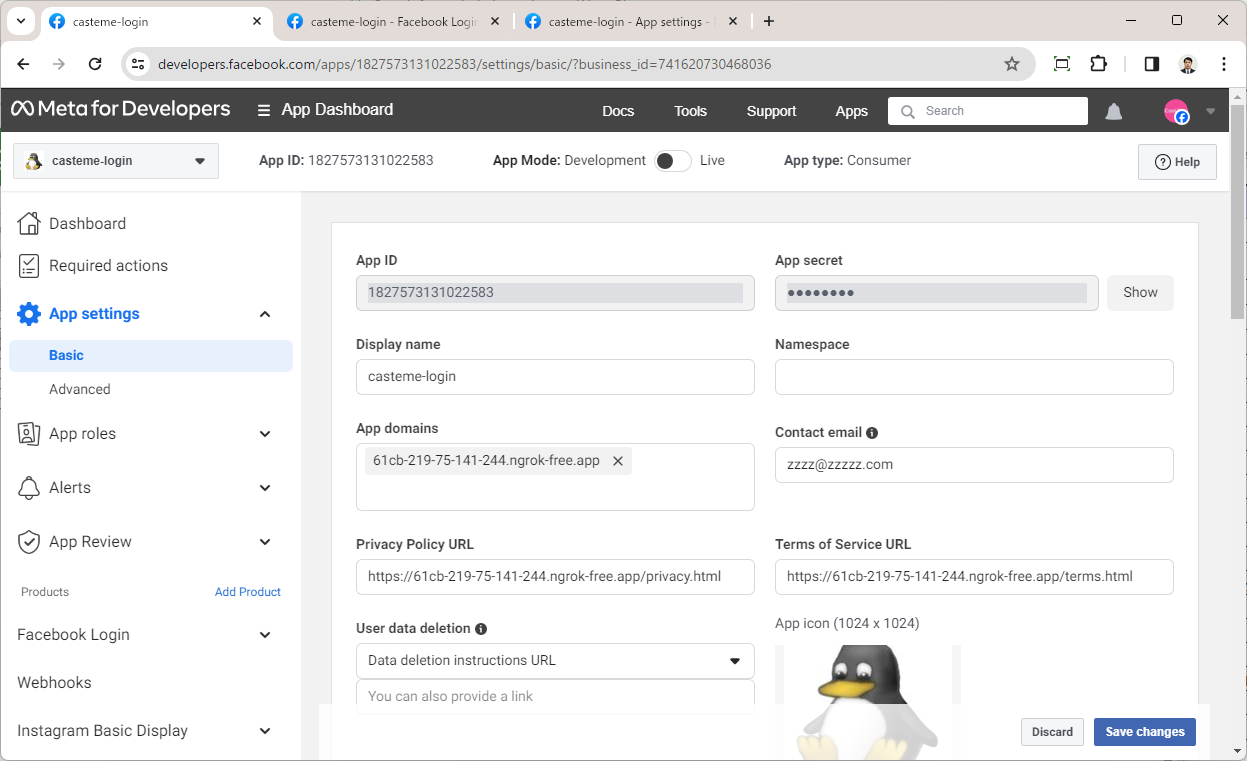 casteme-login
casteme-login - Facebook Login
casteme-login - App settings -
developers.facebook.com/apps/1827573131022583/settings/basic/?business_id=741620730468036
Meta for Developers
App Dashboard
Docs
Tools
Support
Apps
Search
casteme-login
App ID: 1827573131022583
App Mode: Development
Live
App type: Consumer
Help
Dashboard
Required actions
App settings
Basic
Advanced
App roles
Alerts
App Review
Products
Add Product
Facebook Login
Webhooks
Instagram Basic Display
App ID
1827573131022583
App secret
●●●●●●●●
Show
Display name
casteme-login
Namespace
App domains
61cb-219-75-141-244.ngrok-free.app
Contact email
zzzz@zzzzz.com
Privacy Policy URL
https://61cb-219-75-141-244.ngrok-free.app/privacy.html
Terms of Service URL
https://61cb-219-75-141-244.ngrok-free.app/terms.html
User data deletion
Data deletion instructions URL
You can also provide a link
App icon (1024 x 1024)
Discard
Save changes